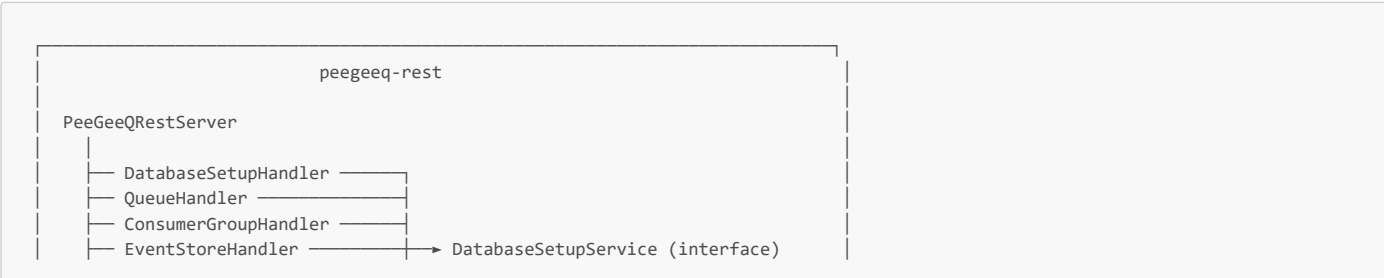 peegeeq-rest
PeeGeeQRestServer
DatabaseSetupHandler
QueueHandler
ConsumerGroupHandler
EventStoreHandler DatabaseSetupService (interface)